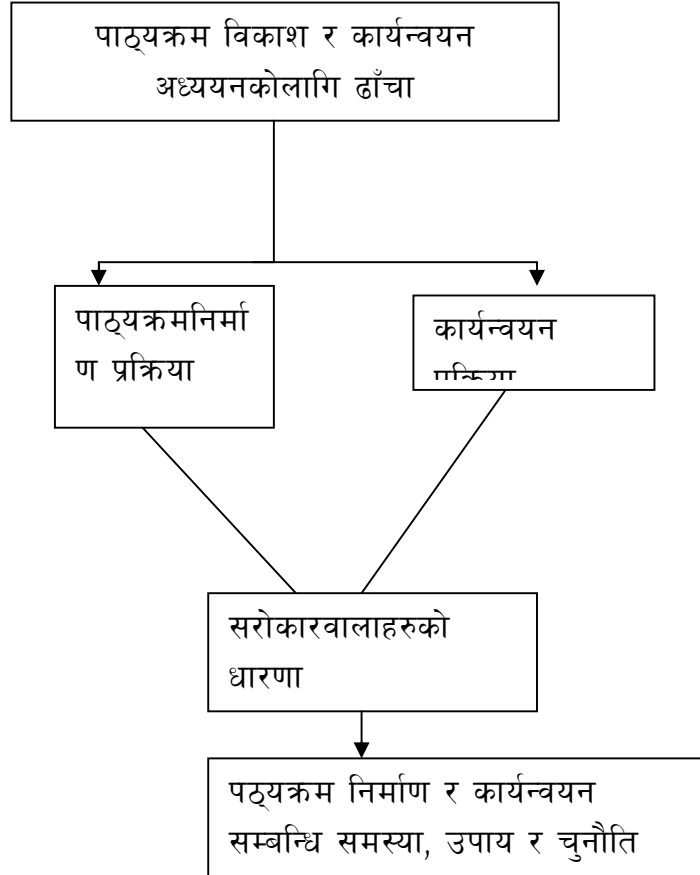 पाठ्यक्रम विकाश र कार्यन्वयन
अध्ययनकोलागि ढाँचा
पाठ्यक्रमनिर्मा
ण प्रक्रिया
कार्यन्वयन
प्रक्रिया
सरोकारवालाहरुको
धारणा
पठ्यक्रम निर्माण र कार्यन्वयन
सम्बन्धि समस्या, उपाय र चुनौति